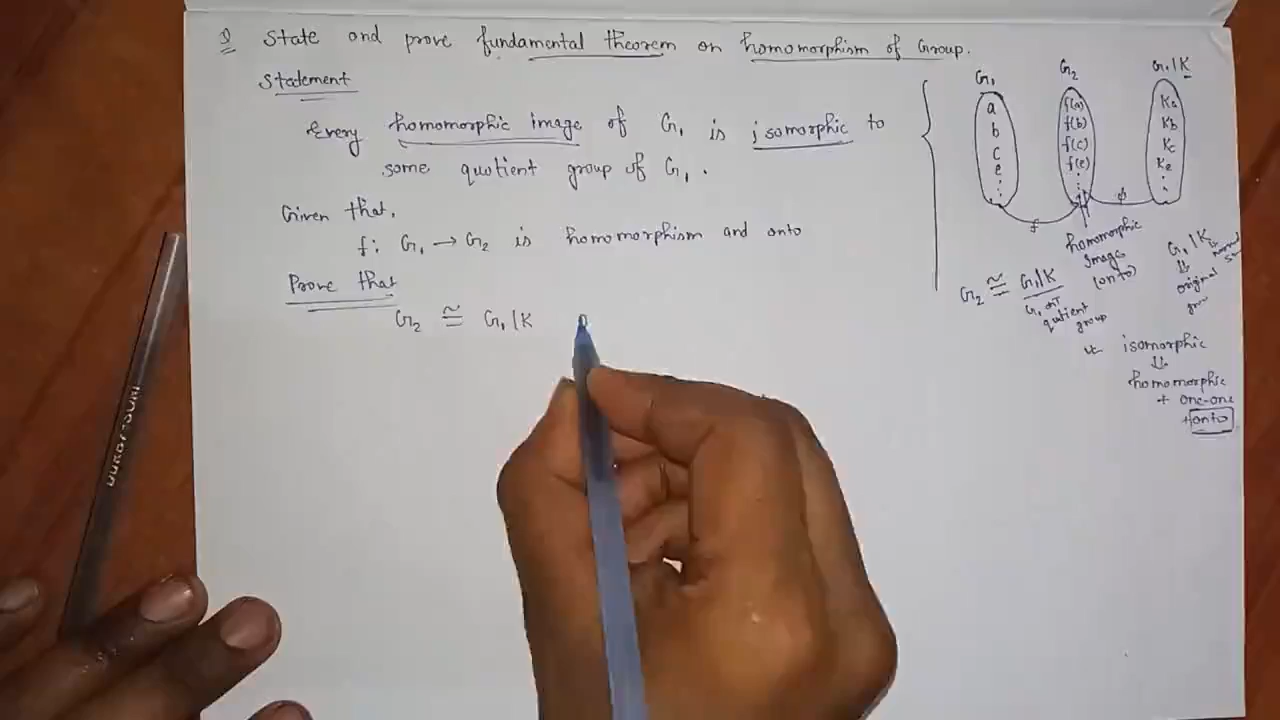 Q State and prove fundamental theorem on homomorphism of Group.
Statement
Every homomorphic image of G₁ is isomorphic to
some quotient group of G₁.
Given that,
f: G₁ → G₂ is homomorphism and onto
Prove that
G₂ ≅ G₁/K
G₁ G₂ G₁/K
a f(a) Ka
b f(b) Kb
c f(c) Kc
e f(e) Ke
f φ
homomorphic
image
(onto)
G₂ ≅ G₁/K
quotient
group
G₁/K
⇓
original
isomorphic
⇓
homomorphic
+ one-one
+ onto